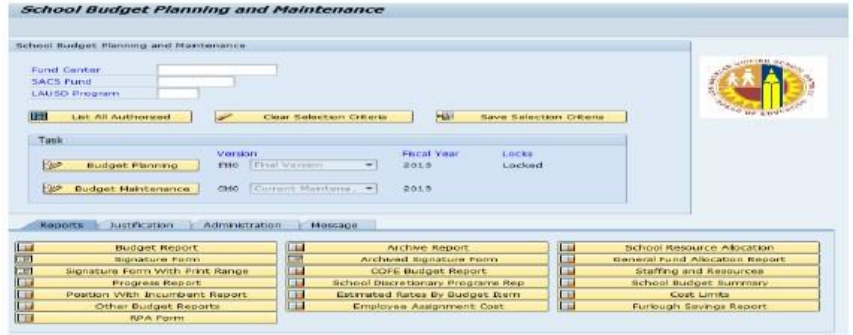 School Budget Planning and Maintenance
School Budget Planning and Maintenance
Fund Center
SACS Fund
LAUSD Program
List All Authorized
Clear Selection Criteria
Save Selection Criteria
Task
Version Fiscal Year Locks
Budget Planning Final Version 2013 Locked
Budget Maintenance Current Maintena. 2013
Reports Justification Administration Message
Budget Report Archive Report School Resource Allocation
Signature Form Archived Signature Form General Fund Allocation Report
Signature Form With Print Range COFE Budget Report Staffing and Resources
Progress Report School Discretionary Programs Rep School Budget Summary
Position With Incumbent Report Estimated Rates By Budget Item Cost Limits
Other Budget Reports Employee Assignment Cost Furlough Savings Report
RPA Form